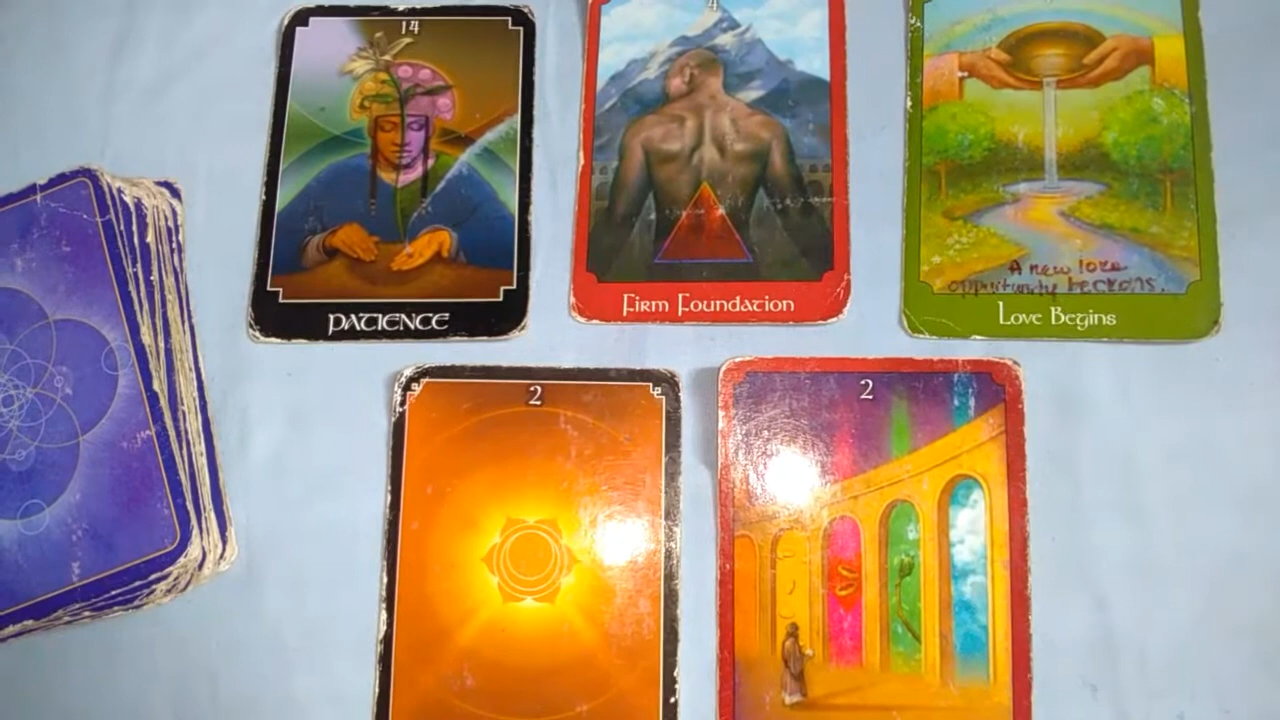 14
PATIENCE
4
Firm Foundation
A new love
opportunity beckons.
Love Begins
2
2